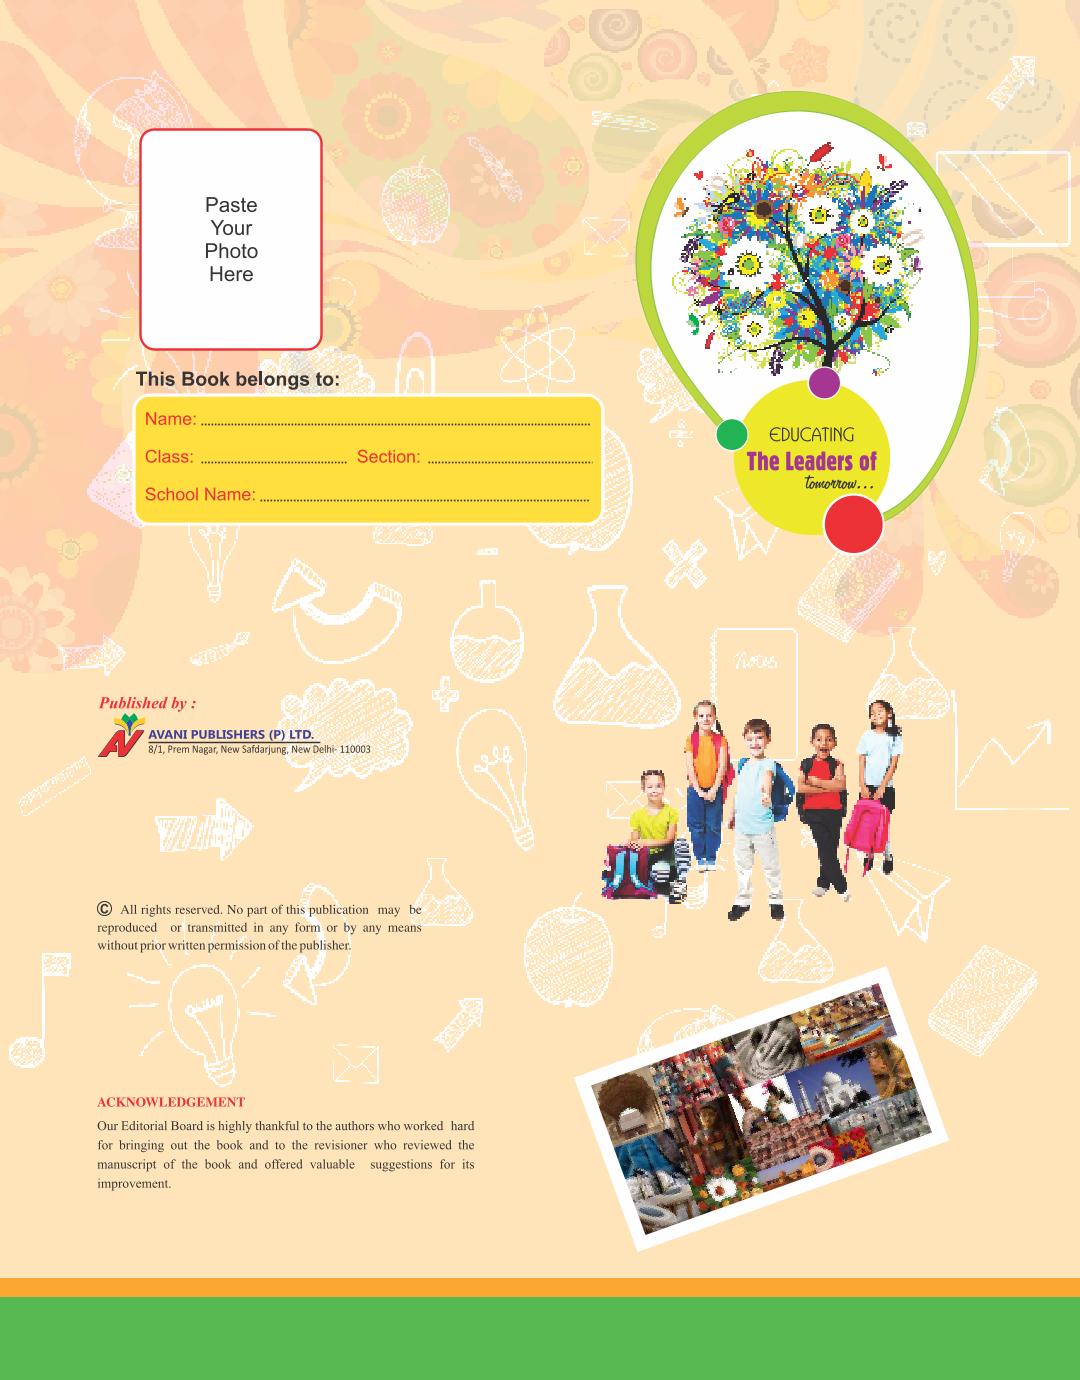 Paste
Your
Photo
Here
This Book belongs to:
Name:
Class: Section:
School Name:
EDUCATING
The Leaders of
tomorrow...
Notes
Published by :
AVANI PUBLISHERS (P) LTD.
8/1, Prem Nagar, New Safdarjung, New Delhi- 110003
© All rights reserved. No part of this publication may be
reproduced or transmitted in any form or by any means
without prior written permission of the publisher.
ACKNOWLEDGEMENT
Our Editorial Board is highly thankful to the authors who worked hard
for bringing out the book and to the revisioner who reviewed the
manuscript of the book and offered valuable suggestions for its
improvement.